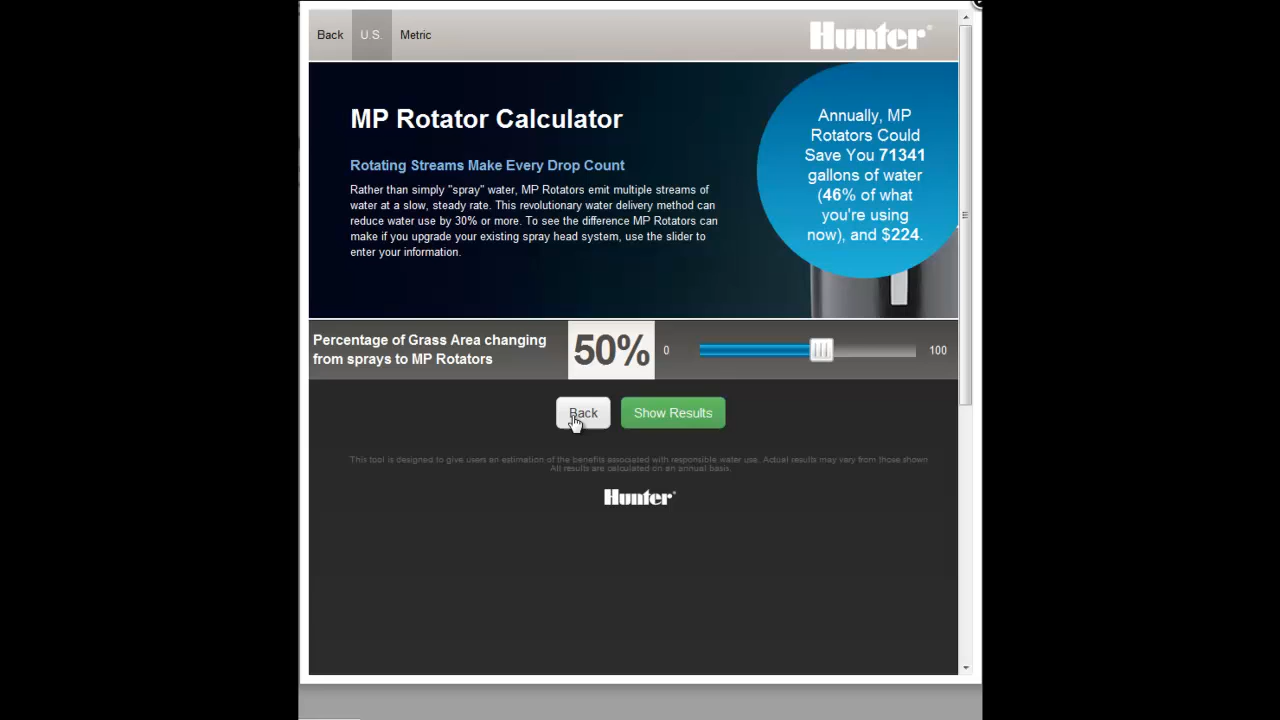 Back U.S. Metric
Hunter®
MP Rotator Calculator
Rotating Streams Make Every Drop Count
Rather than simply "spray" water, MP Rotators emit multiple streams of
water at a slow, steady rate. This revolutionary water delivery method can
reduce water use by 30% or more. To see the difference MP Rotators can
make if you upgrade your existing spray head system, use the slider to
enter your information.
Annually, MP
Rotators Could
Save You 71341
gallons of water
(46% of what
you're using
now), and $224.
Percentage of Grass Area changing
from sprays to MP Rotators
50%
0
100
Back
Show Results
This tool is designed to give users an estimation of the benefits associated with responsible water use. Actual results may vary from those shown
All results are calculated on an annual basis.
Hunter®